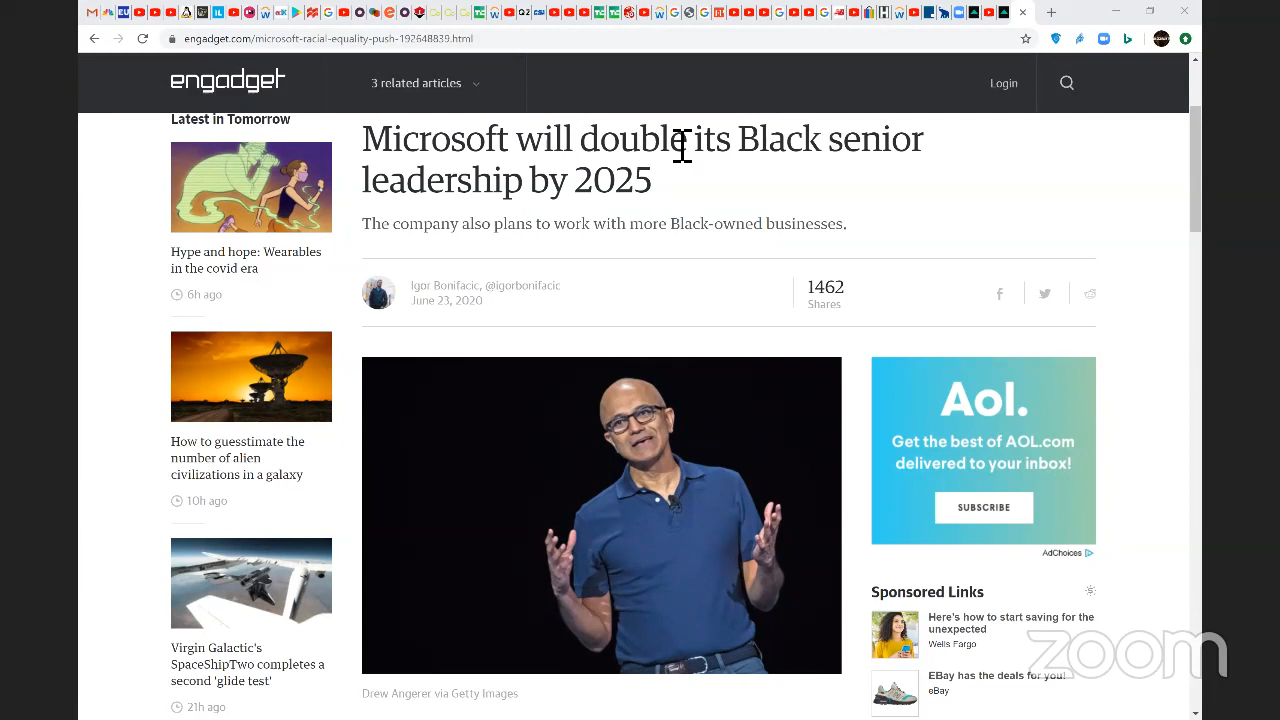 engadget.com/microsoft-racial-equality-push-192648839.html
engadget
3 related articles
Login
Latest in Tomorrow
Hype and hope: Wearables
in the covid era
6h ago
How to guesstimate the
number of alien
civilizations in a galaxy
10h ago
Virgin Galactic's
SpaceShipTwo completes a
second 'glide test'
21h ago
Microsoft will double its Black senior
leadership by 2025
The company also plans to work with more Black-owned businesses.
Igor Bonifacic, @igorbonifacic
June 23, 2020
1462
Shares
Drew Angerer via Getty Images
Aol.
Get the best of AOL.com
delivered to your inbox!
SUBSCRIBE
AdChoices
Sponsored Links
Here's how to start saving for the
unexpected
Wells Fargo
EBay has the deals for you!
eBay
zoom